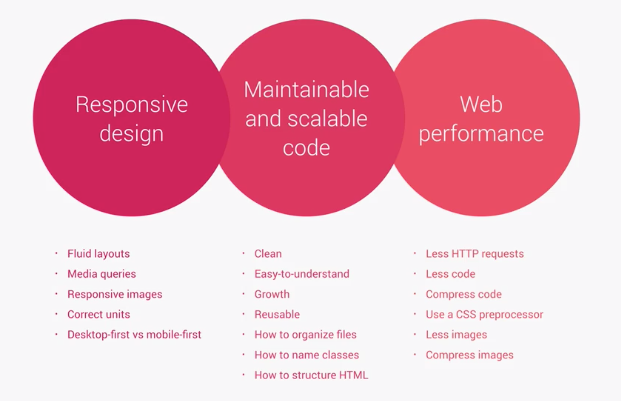 Responsive
design
Maintainable
and scalable
code
Web
performance
· Fluid layouts
· Media queries
· Responsive images
· Correct units
· Desktop-first vs mobile-first
· Clean
· Easy-to-understand
· Growth
· Reusable
· How to organize files
· How to name classes
· How to structure HTML
· Less HTTP requests
· Less code
· Compress code
· Use a CSS preprocessor
· Less images
· Compress images